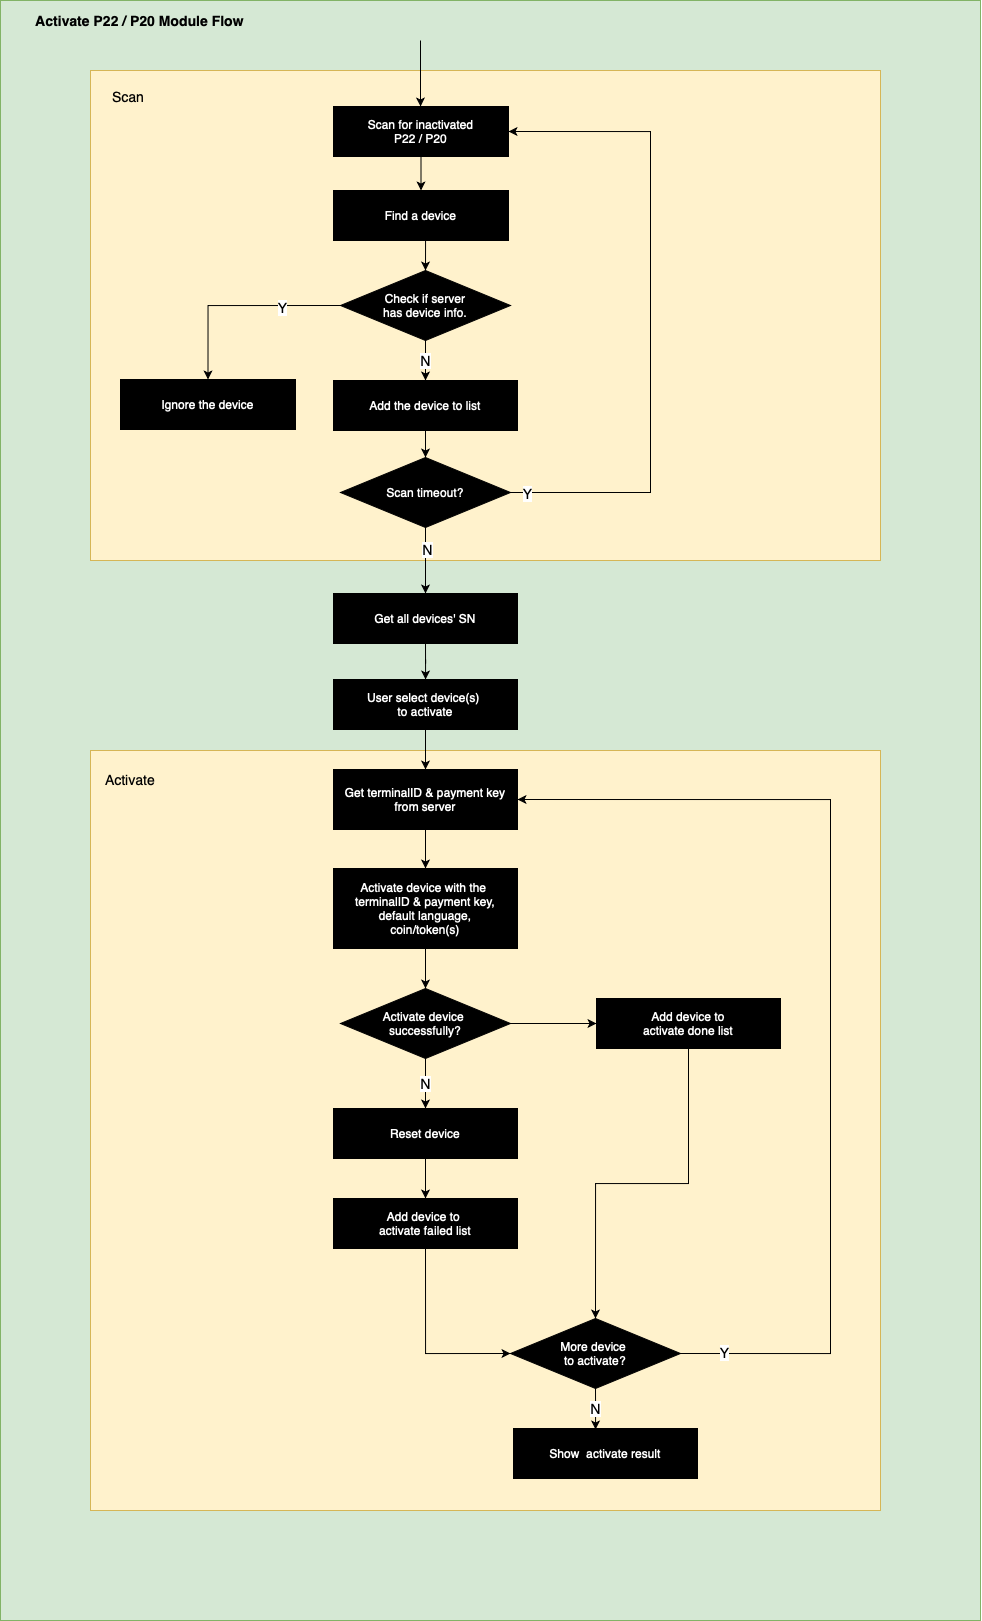 Activate P22 / P20 Module Flow
Scan
Scan for inactivated
P22 / P20
Find a device
Check if server
has device info.
Y
N
Ignore the device
Add the device to list
Scan timeout?
Y
N
Get all devices' SN
User select device(s)
to activate
Activate
Get terminalID & payment key
from server
Activate device with the
terminalID & payment key,
default language,
coin/token(s)
Activate device
successfully?
Add device to
activate done list
N
Reset device
Add device to
activate failed list
More device
to activate?
Y
N
Show activate result